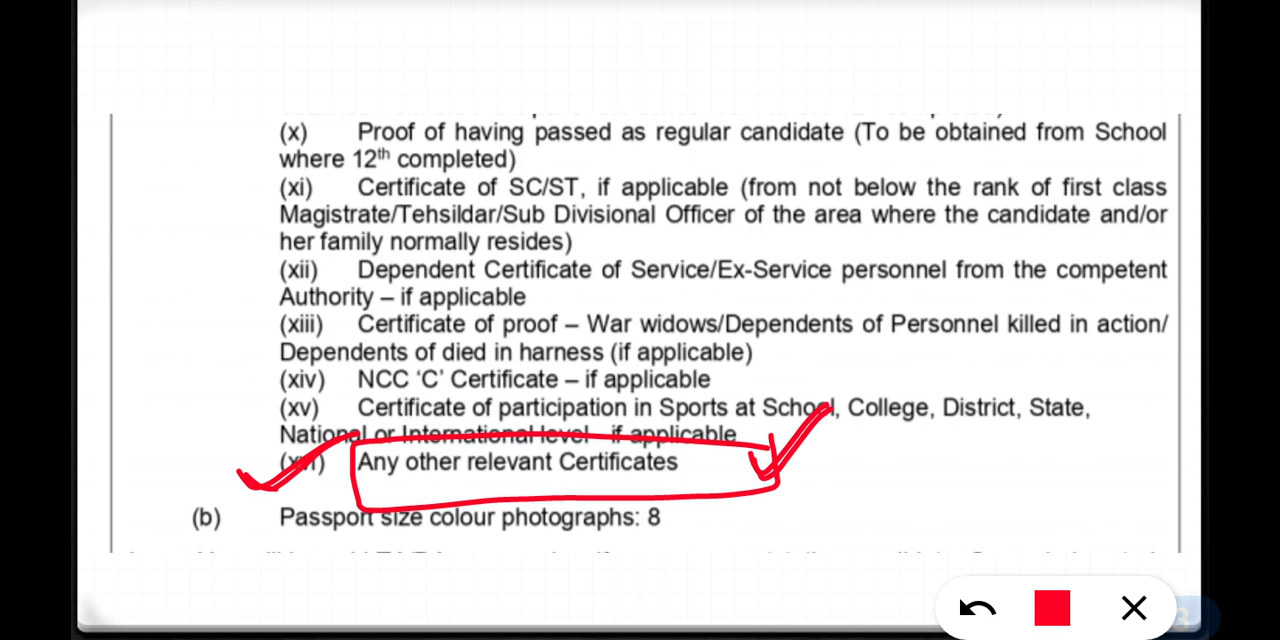 (x) Proof of having passed as regular candidate (To be obtained from School
where 12th completed)
(xi) Certificate of SC/ST, if applicable (from not below the rank of first class
Magistrate/Tehsildar/Sub Divisional Officer of the area where the candidate and/or
her family normally resides)
(xii) Dependent Certificate of Service/Ex-Service personnel from the competent
Authority – if applicable
(xiii) Certificate of proof – War widows/Dependents of Personnel killed in action/
Dependents of died in harness (if applicable)
(xiv) NCC ‘C’ Certificate – if applicable
(xv) Certificate of participation in Sports at School, College, District, State,
National or International level – if applicable
(xvi) Any other relevant Certificates
(b) Passport size colour photographs: 8
3